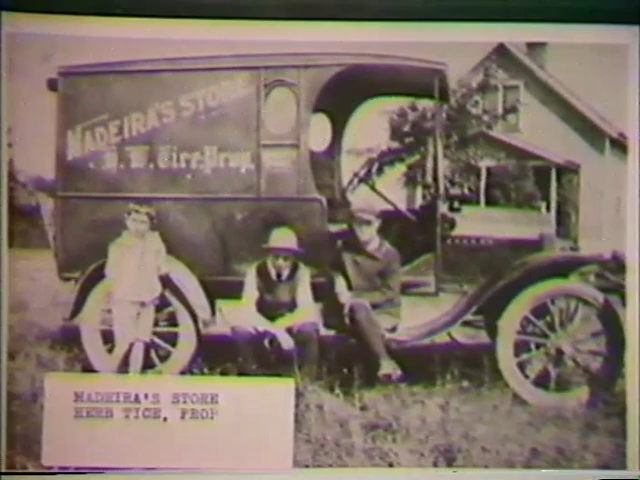 MADEIRA'S STORE
H. W. Tice, Prop.
MADEIRA'S STORE
HERB TICE, PROP